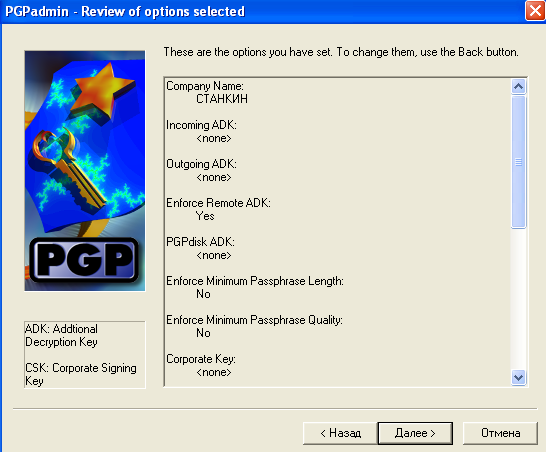 PGPadmin - Review of options selected
These are the options you have set. To change them, use the Back button.
Company Name:
СТАНКИН
Incoming ADK:
<none>
Outgoing ADK:
<none>
Enforce Remote ADK:
Yes
PGPdisk ADK:
<none>
Enforce Minimum Passphrase Length:
No
Enforce Minimum Passphrase Quality:
No
Corporate Key:
<none>
PGP
ADK: Addtional
Decryption Key
CSK: Corporate Signing
Key
< Назад
Далее >
Отмена